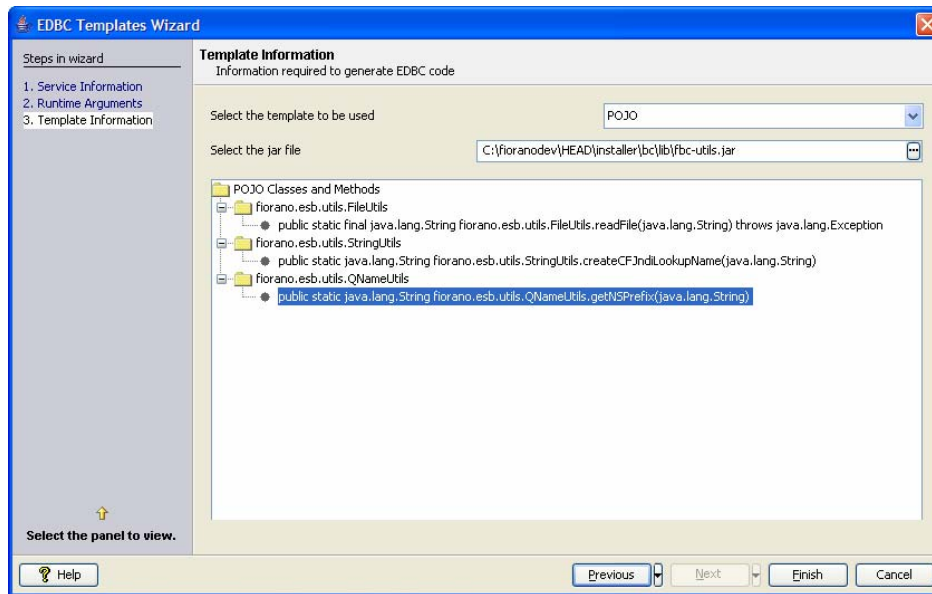 EDBC Templates Wizard
Steps in wizard
1. Service Information
2. Runtime Arguments
3. Template Information
Select the panel to view.
Template Information
Information required to generate EDBC code
Select the template to be used
POJO
Select the jar file
C:\fioranodev\HEAD\installer\bc\lib\fbc-utils.jar
POJO Classes and Methods
fiorano.esb.utils.FileUtils
public static final java.lang.String fiorano.esb.utils.FileUtils.readFile(java.lang.String) throws java.lang.Exception
fiorano.esb.utils.StringUtils
public static java.lang.String fiorano.esb.utils.StringUtils.createCFJndiLookupName(java.lang.String)
fiorano.esb.utils.QNameUtils
public static java.lang.String fiorano.esb.utils.QNameUtils.getNSPrefix(java.lang.String)
Help
Previous
Next
Finish
Cancel